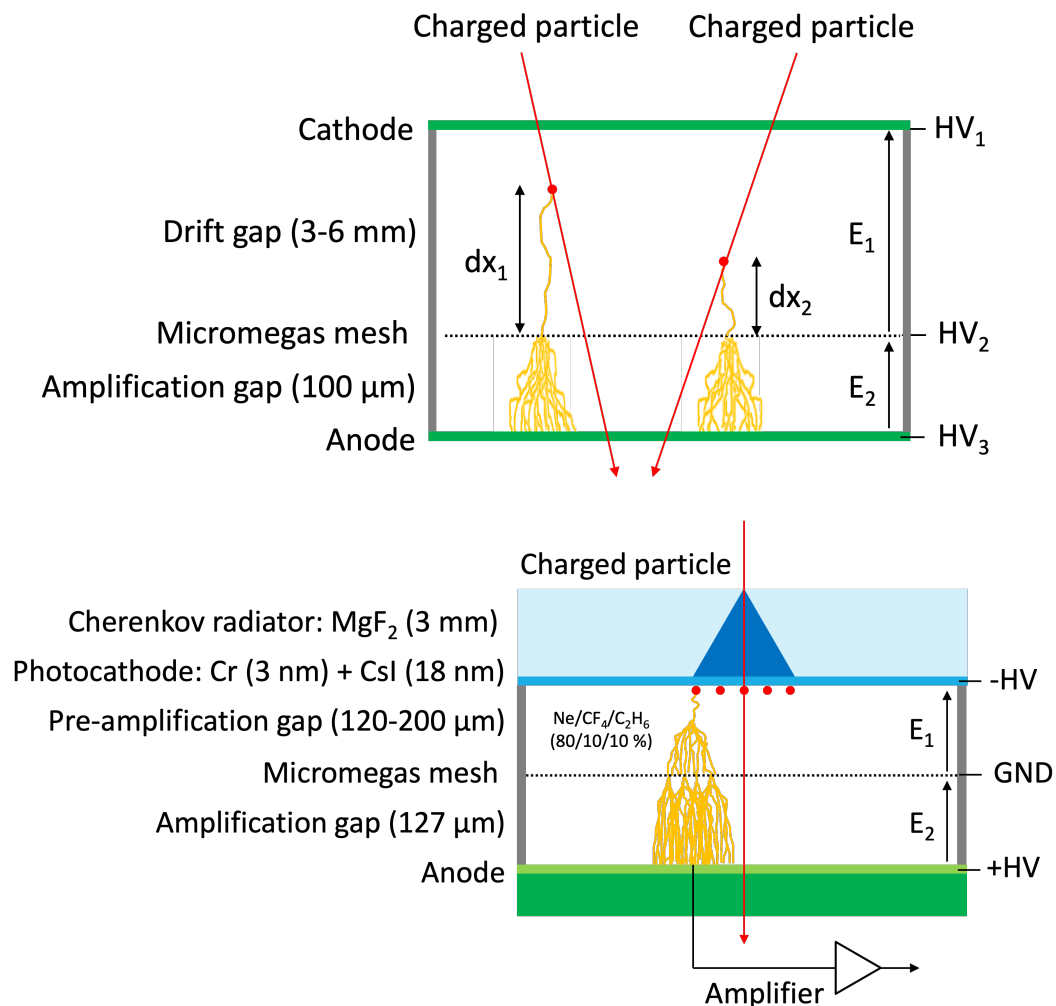 Charged particle
Charged particle
Cathode
HV₁
Drift gap (3-6 mm)
dx₁
E₁
dx₂
Micromegas mesh
HV₂
Amplification gap (100 µm)
E₂
Anode
HV₃
Charged particle
Cherenkov radiator: MgF₂ (3 mm)
Photocathode: Cr (3 nm) + CsI (18 nm)
-HV
Pre-amplification gap (120-200 µm)
Ne/CF₄/C₂H₆
(80/10/10 %)
E₁
Micromegas mesh
GND
Amplification gap (127 µm)
E₂
Anode
+HV
Amplifier